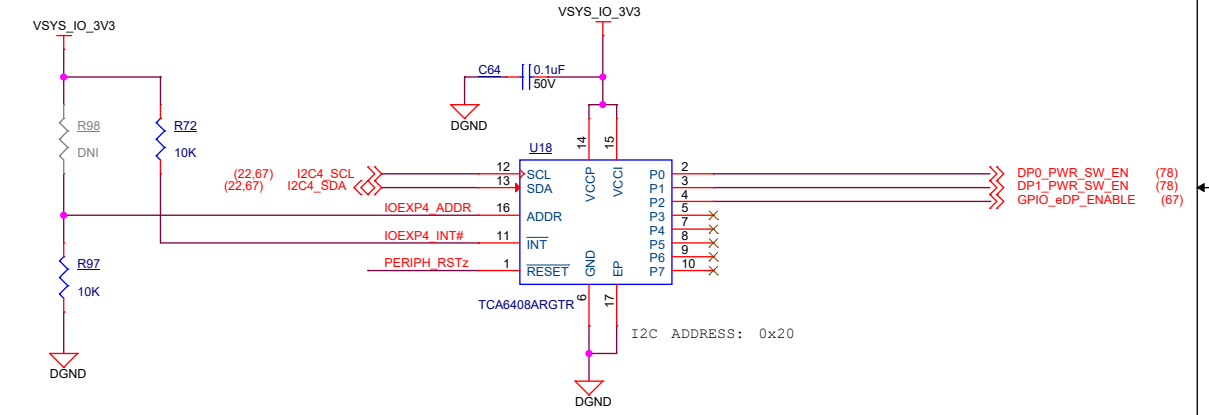 VSYS_IO_3V3
VSYS_IO_3V3
C64
0.1uF
50V
DGND
R98
DNI
R72
10K
U18
14
15
VCCP
VCCI
(22,67) I2C4_SCL 12 SCL
(22,67) I2C4_SDA 13 SDA
IOEXP4_ADDR 16 ADDR
IOEXP4_INT# 11 INT
PERIPH_RSTz 1 RESET
P0 2 DP0_PWR_SW_EN (78)
P1 3 DP1_PWR_SW_EN (78)
P2 4 GPIO_eDP_ENABLE (67)
P3 5
P4 7
P5 8
P6 9
P7 10
GND
EP
6
17
R97
10K
TCA6408ARGTR
I2C ADDRESS: 0x20
DGND
DGND